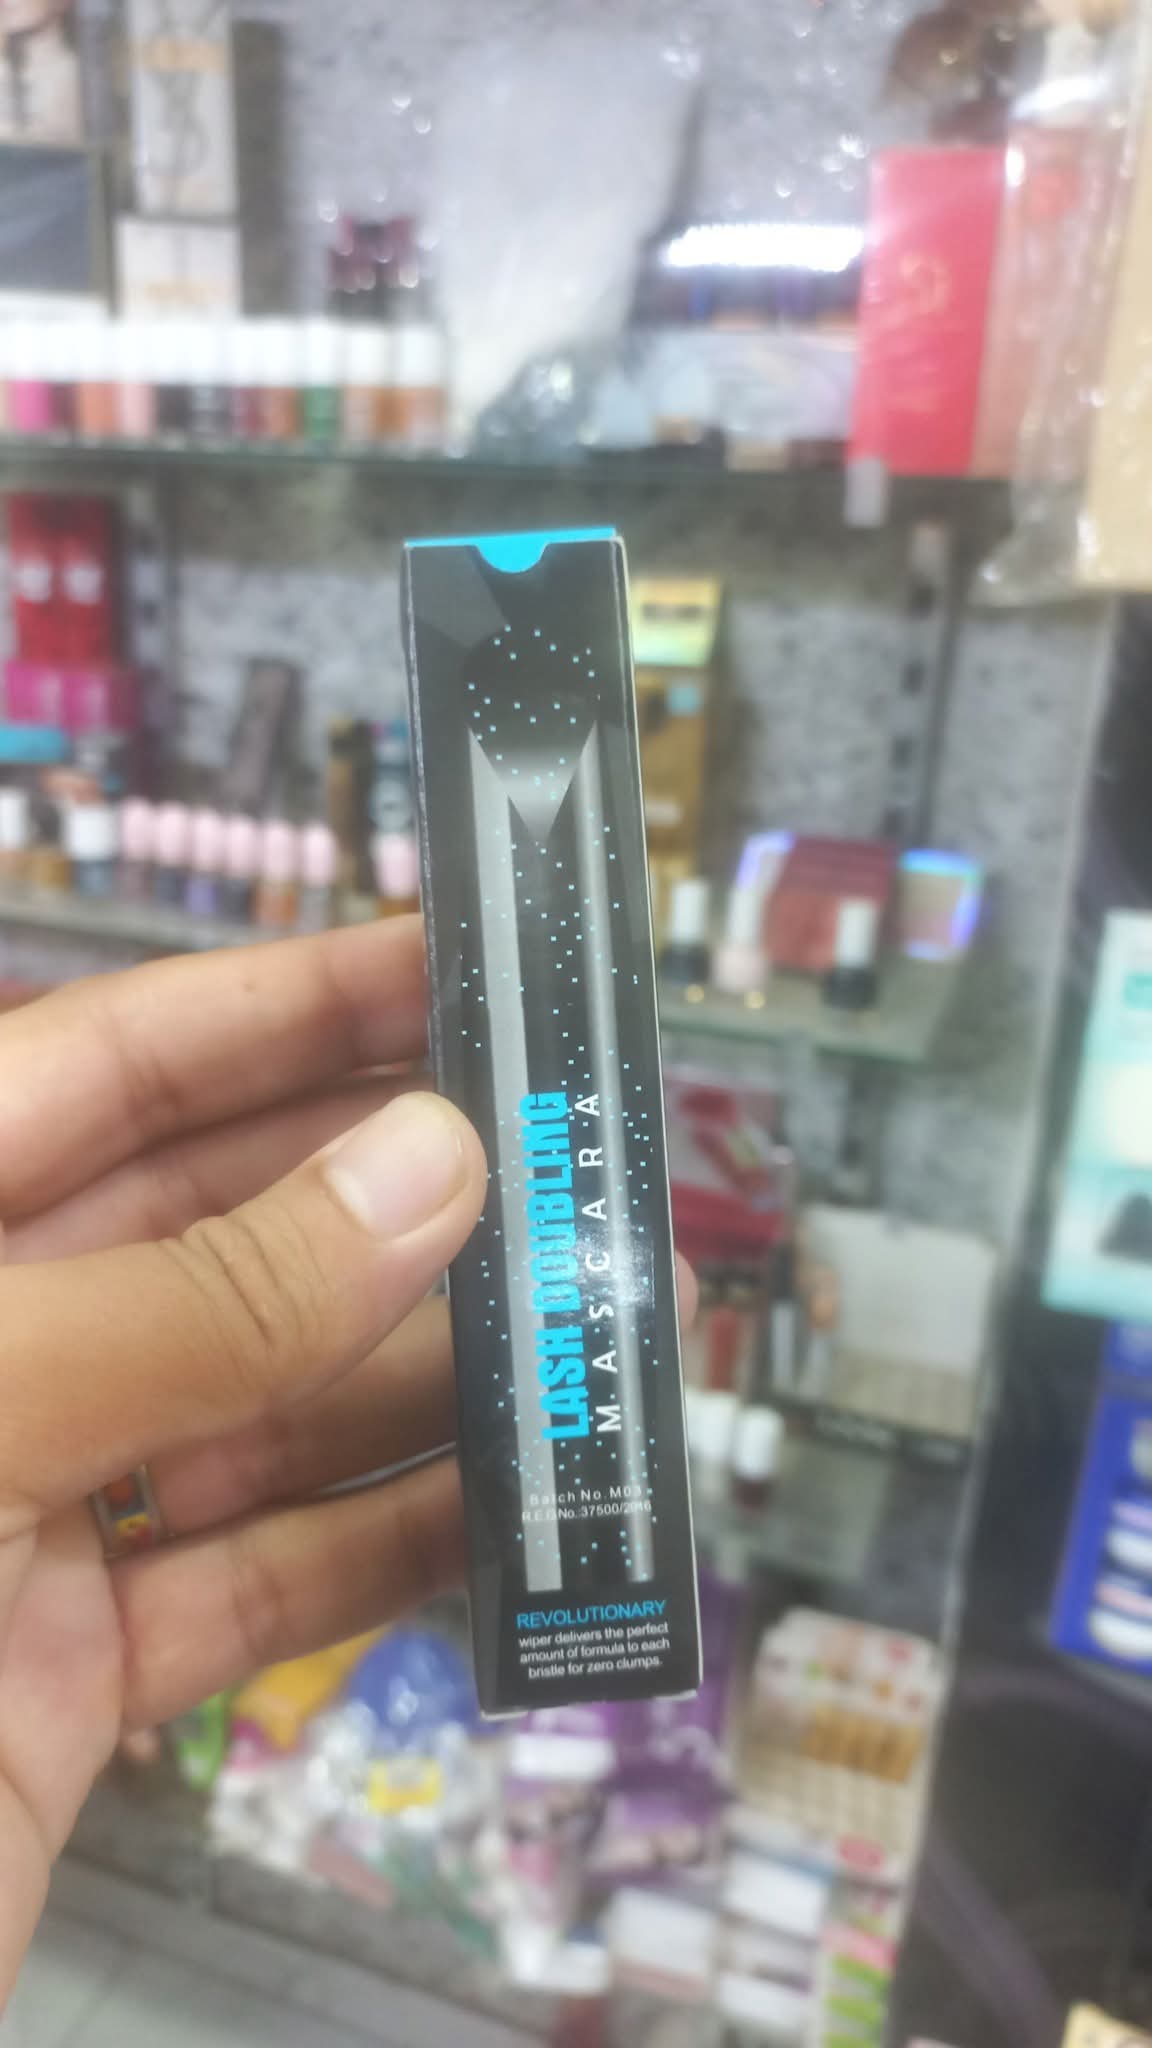 LASH DOUBLING
MASCARA
Batch No.M03
R.E.G No.:37500/2016
REVOLUTIONARY
wiper delivers the perfect
amount of formula to each
bristle for zero clumps.